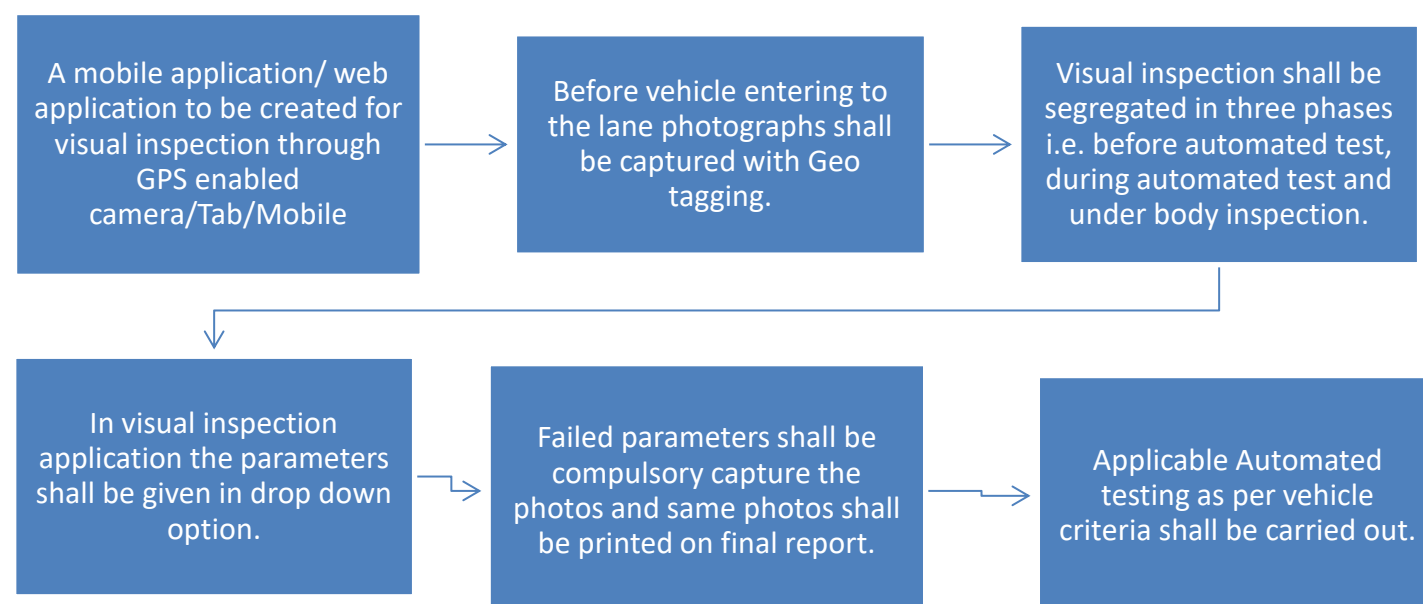 A mobile application/ web
application to be created for
visual inspection through
GPS enabled
camera/Tab/Mobile
Before vehicle entering to
the lane photographs shall
be captured with Geo
tagging.
Visual inspection shall be
segregated in three phases
i.e. before automated test,
during automated test and
under body inspection.
In visual inspection
application the parameters
shall be given in drop down
option.
Failed parameters shall be
compulsory capture the
photos and same photos shall
be printed on final report.
Applicable Automated
testing as per vehicle
criteria shall be carried out.